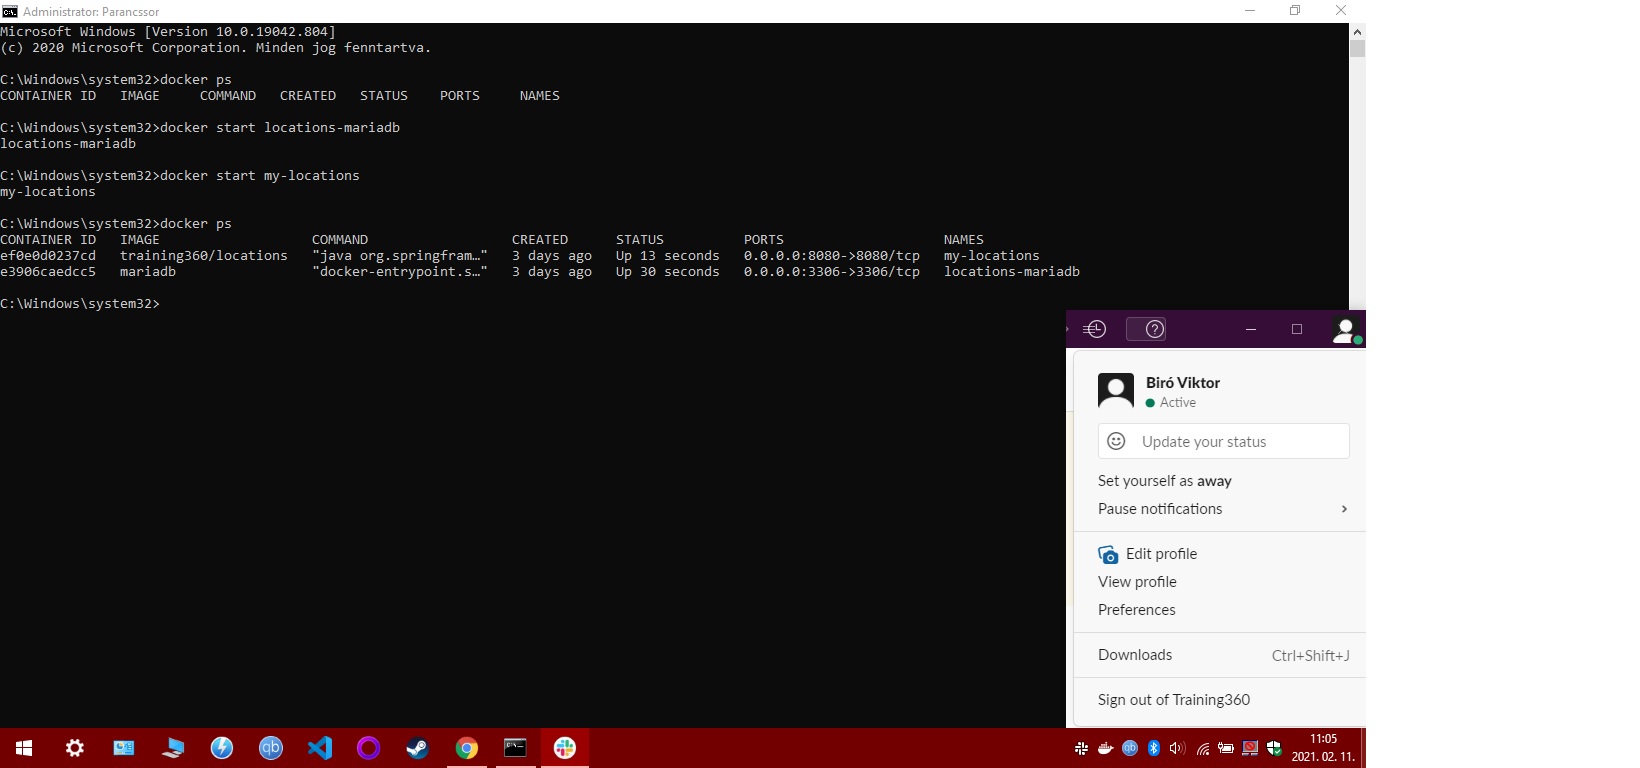 Administrator: Parancssor
Microsoft Windows [Version 10.0.19042.804]
(c) 2020 Microsoft Corporation. Minden jog fenntartva.
C:\Windows\system32>docker ps
CONTAINER ID   IMAGE     COMMAND   CREATED   STATUS    PORTS     NAMES
C:\Windows\system32>docker start locations-mariadb
locations-mariadb
C:\Windows\system32>docker start my-locations
my-locations
C:\Windows\system32>docker ps
CONTAINER ID   IMAGE                   COMMAND                  CREATED      STATUS          PORTS                    NAMES
ef0e0d0237cd   training360/locations   "java org.springfram…"   3 days ago   Up 13 seconds   0.0.0.0:8080->8080/tcp   my-locations
e3906caedcc5   mariadb                 "docker-entrypoint.s…"   3 days ago   Up 30 seconds   0.0.0.0:3306->3306/tcp   locations-mariadb
C:\Windows\system32>
Biró Viktor
Active
Update your status
Set yourself as away
Pause notifications
Edit profile
View profile
Preferences
Downloads Ctrl+Shift+J
Sign out of Training360
qb
qb
11:05
2021. 02. 11.